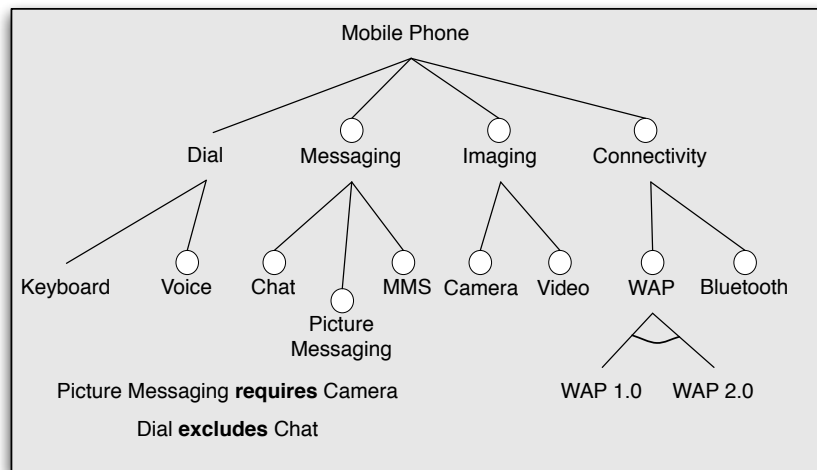 Mobile Phone
Dial
Messaging
Imaging
Connectivity
Keyboard
Voice
Chat
Picture
Messaging
MMS
Camera
Video
WAP
Bluetooth
WAP 1.0
WAP 2.0
Picture Messaging requires Camera
Dial excludes Chat